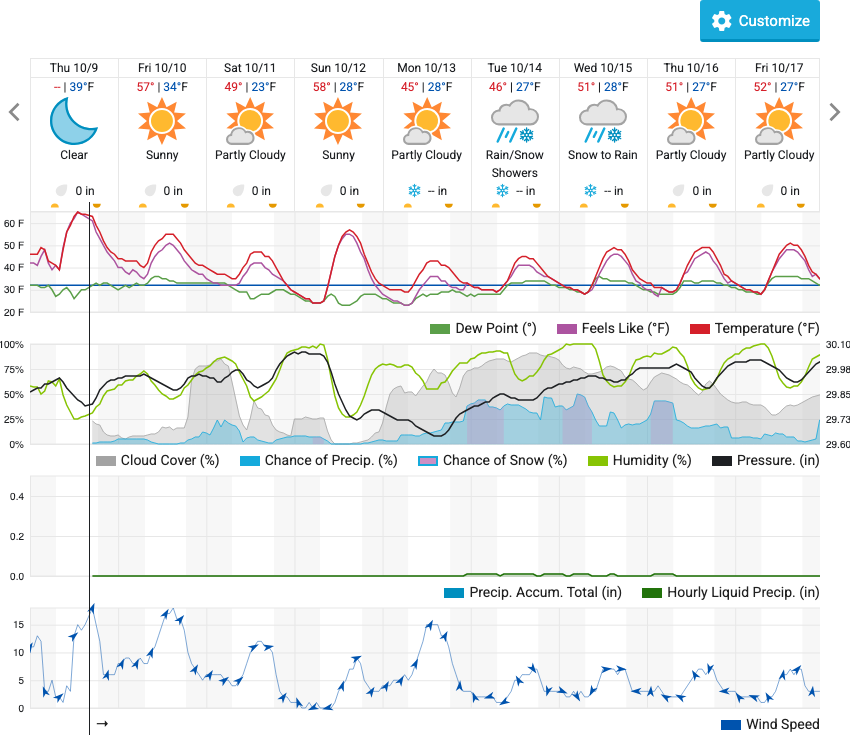 Customize
Thu 10/9 Fri 10/10 Sat 10/11 Sun 10/12 Mon 10/13 Tue 10/14 Wed 10/15 Thu 10/16 Fri 10/17
-- | 39°F 57° | 34°F 49° | 23°F 58° | 28°F 45° | 28°F 46° | 27°F 51° | 28°F 51° | 27°F 52° | 27°F
Clear Sunny Partly Cloudy Sunny Partly Cloudy Rain/Snow Showers Snow to Rain Partly Cloudy Partly Cloudy
0 in 0 in 0 in 0 in -- in -- in -- in 0 in 0 in
60 F
50 F
40 F
30 F
20 F
Dew Point (°) Feels Like (°F) Temperature (°F)
100% 30.10
75% 29.98
50% 29.85
25% 29.73
0% 29.60
Cloud Cover (%) Chance of Precip. (%) Chance of Snow (%) Humidity (%) Pressure. (in)
0.4
0.2
0.0
Precip. Accum. Total (in) Hourly Liquid Precip. (in)
15
10
5
0
→
Wind Speed